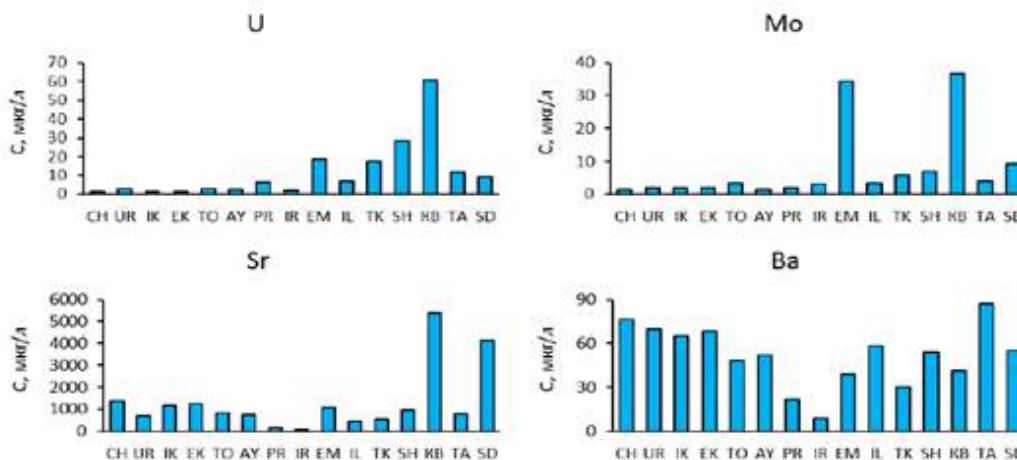 U
70
60
50
40
30
20
10
0
С, мкг/л
CH UR IK EK TO AY PR IR EM IL TK SH KB TA SD
Mo
40
30
20
10
0
С, мкг/л
CH UR IK EK TO AY PR IR EM IL TK SH KB TA SD
Sr
6000
5000
4000
3000
2000
1000
0
С, мкг/л
CH UR IK EK TO AY PR IR EM IL TK SH KB TA SD
Ba
90
60
30
0
С, мкг/л
CH UR IK EK TO AY PR IR EM IL TK SH KB TA SD